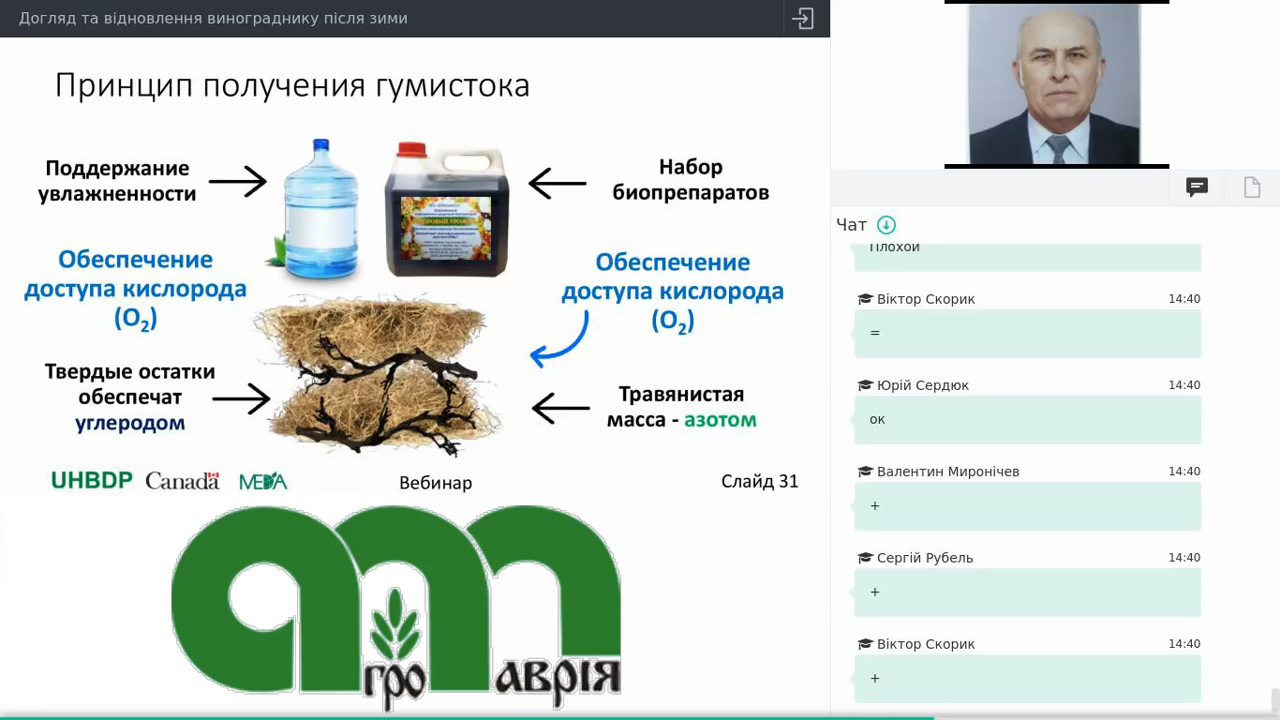 Догляд та відновлення винограднику після зими
Принцип получения гумистока
Поддержание
увлажненности
Набор
биопрепаратов
Обеспечение
доступа кислорода
(O₂)
Обеспечение
доступа кислорода
(O₂)
Твердые остатки
обеспечат
углеродом
Травянистая
масса - азотом
UHBDP
Canada
MEDA
Вебинар
Слайд 31
гро
аврія
Чат
Плохой
Віктор Скорик 14:40
=
Юрій Сердюк 14:40
ок
Валентин Миронічев 14:40
+
Сергій Рубель 14:40
+
Віктор Скорик 14:40
+